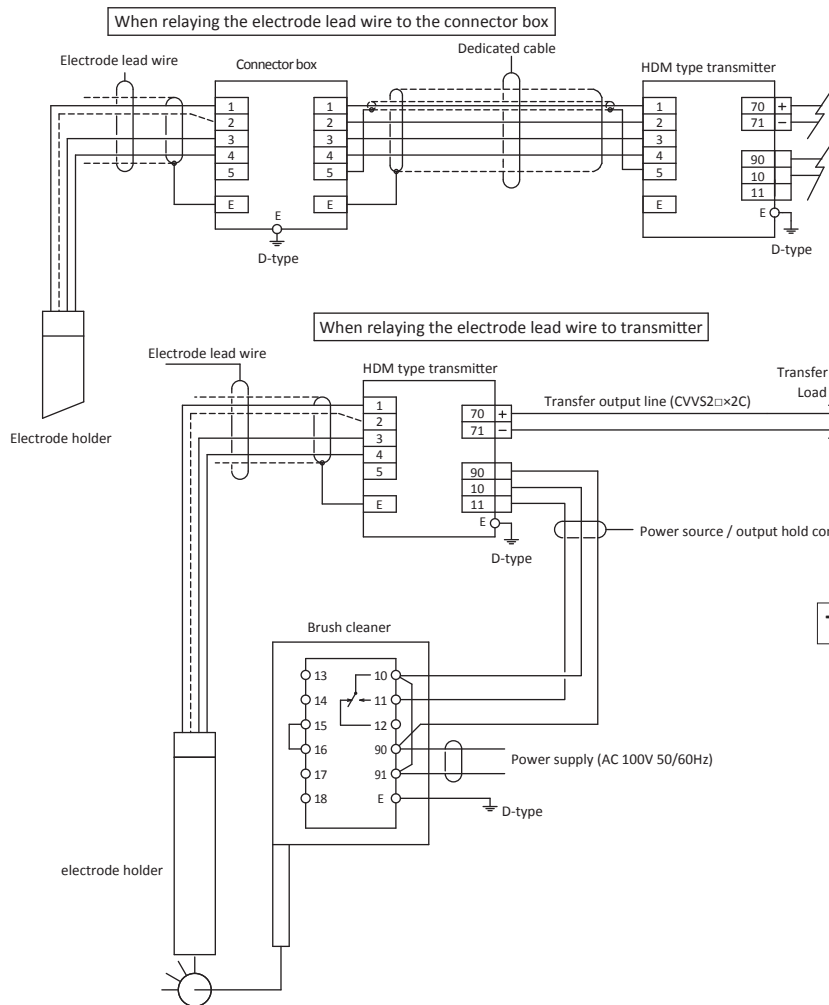 When relaying the electrode lead wire to the connector box
Electrode lead wire
Connector box
Dedicated cable
HDM type transmitter
1
2
3
4
5
E
1
2
3
4
5
E
E
D-type
1
2
3
4
5
E
70 +
71 −
90
10
11
E
D-type
Electrode holder
When relaying the electrode lead wire to transmitter
Electrode lead wire
HDM type transmitter
1
2
3
4
5
E
70 +
71 −
90
10
11
E
D-type
Transfer output line (CVVS2□×2C)
Transfer
Load
Power source / output hold
Brush cleaner
13
14
15
16
17
18
10
11
12
90
91
E
Power supply (AC 100V 50/60Hz)
D-type
electrode holder